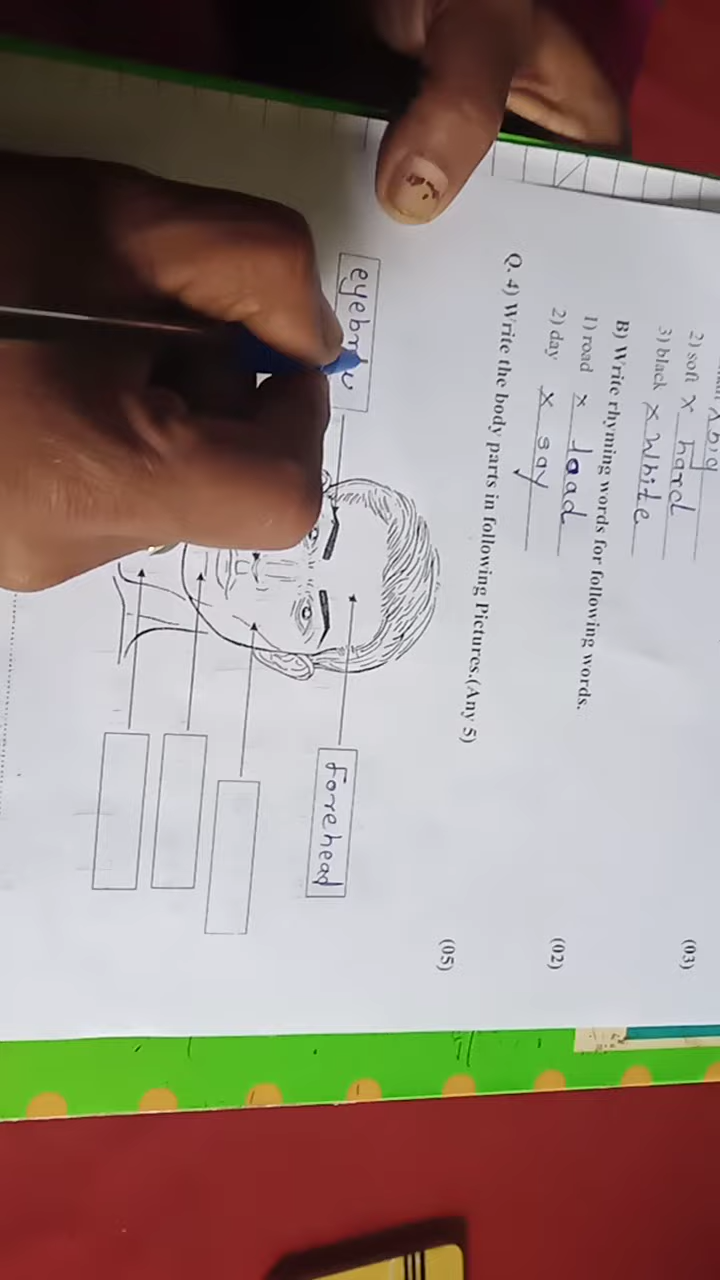 2) soft x hard
(03)
3) black x White
B) Write rhyming words for following words.
1) road x load
(02)
2) day x say
Q. 4) Write the body parts in following Pictures.(Any 5)
(05)
forehead